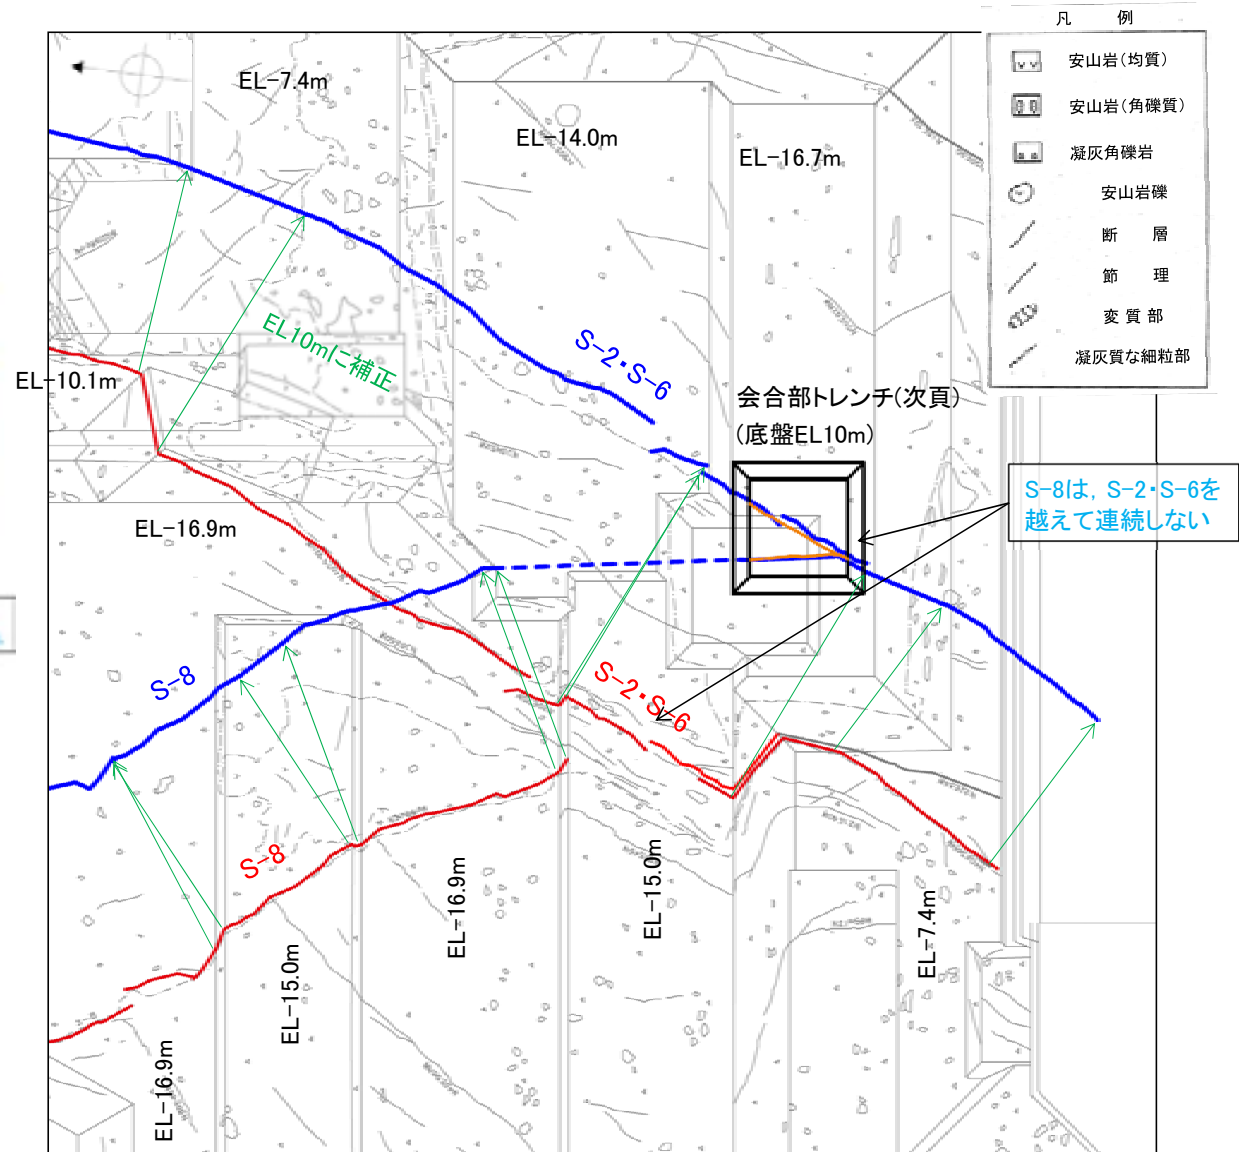 凡 例
安山岩(均質)
安山岩(角礫質)
凝灰角礫岩
安山岩礫
断 層
節 理
変 質 部
凝灰質な細粒部
EL-7.4m
EL-14.0m
EL-16.7m
EL10mに補正
S-2・S-6
EL-10.1m
会合部トレンチ(次頁)
(底盤EL10m)
S-8は，S-2・S-6を
越えて連続しない
EL-16.9m
S-8
S-2・S-6
S-8
EL-16.9m
EL-15.0m
EL-7.4m
EL-15.0m
EL-16.9m